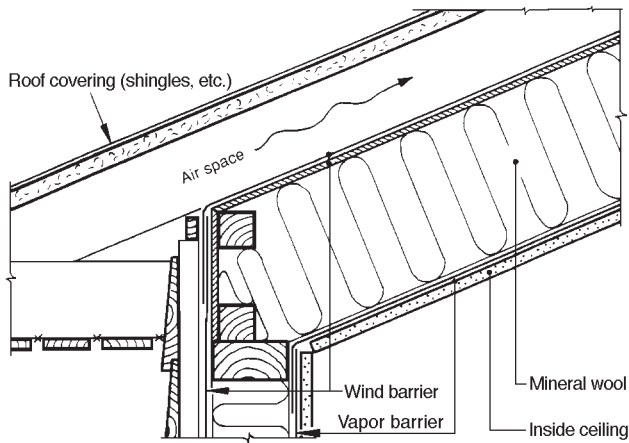 Roof covering (shingles, etc.)
Air space
Wind barrier
Mineral wool
Vapor barrier
Inside ceiling